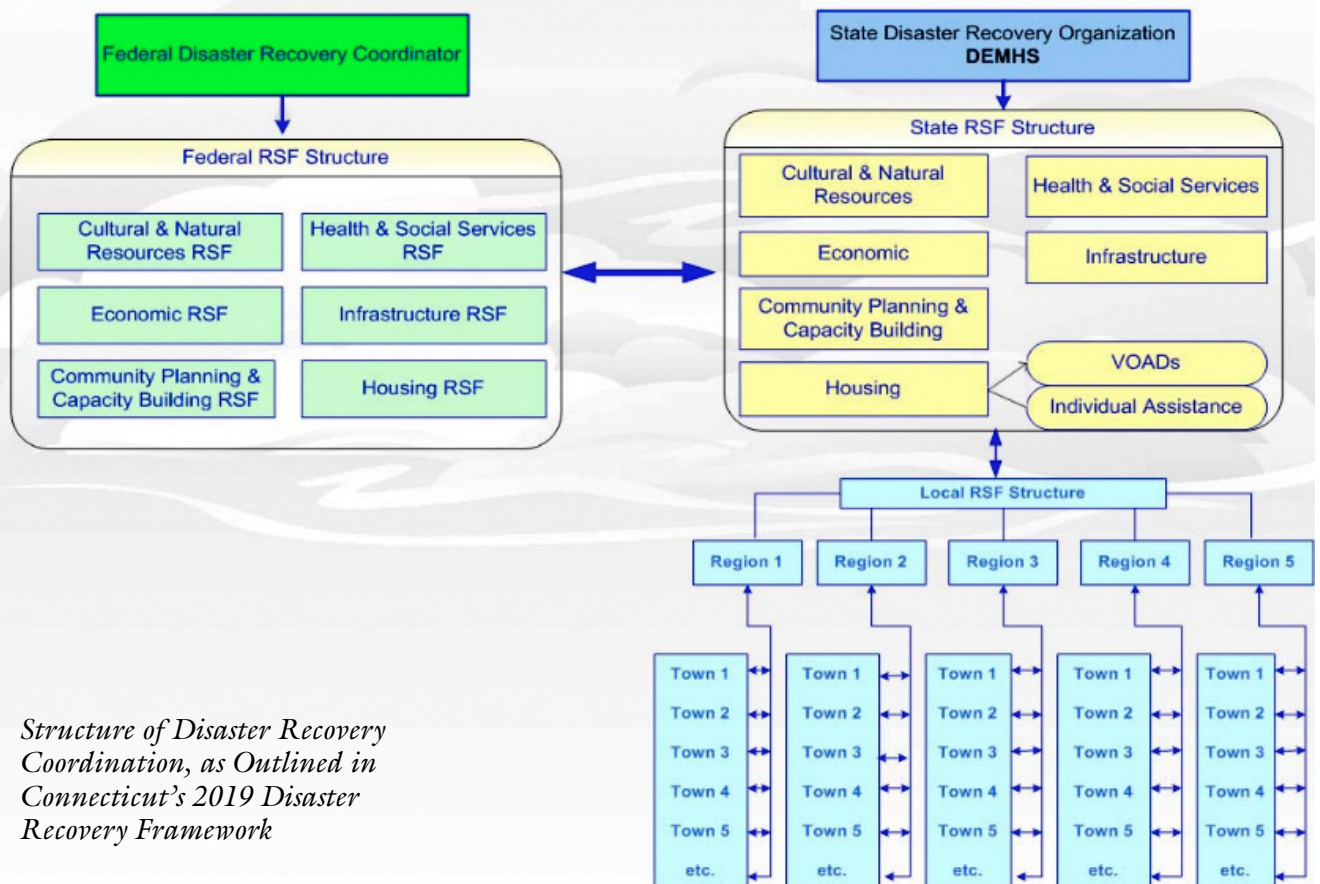 Federal Disaster Recovery Coordinator
Federal RSF Structure
Cultural & Natural
Resources RSF
Health & Social Services
RSF
Economic RSF
Infrastructure RSF
Community Planning &
Capacity Building RSF
Housing RSF
State Disaster Recovery Organization
DEMHS
State RSF Structure
Cultural & Natural
Resources
Health & Social Services
Economic
Infrastructure
Community Planning &
Capacity Building
Housing
VOADs
Individual Assistance
Local RSF Structure
Region 1
Region 2
Region 3
Region 4
Region 5
Town 1
Town 2
Town 3
Town 4
Town 5
etc.
Town 1
Town 2
Town 3
Town 4
Town 5
etc.
Town 1
Town 2
Town 3
Town 4
Town 5
etc.
Town 1
Town 2
Town 3
Town 4
Town 5
etc.
Town 1
Town 2
Town 3
Town 4
Town 5
etc.
Structure of Disaster Recovery
Coordination, as Outlined in
Connecticut’s 2019 Disaster
Recovery Framework